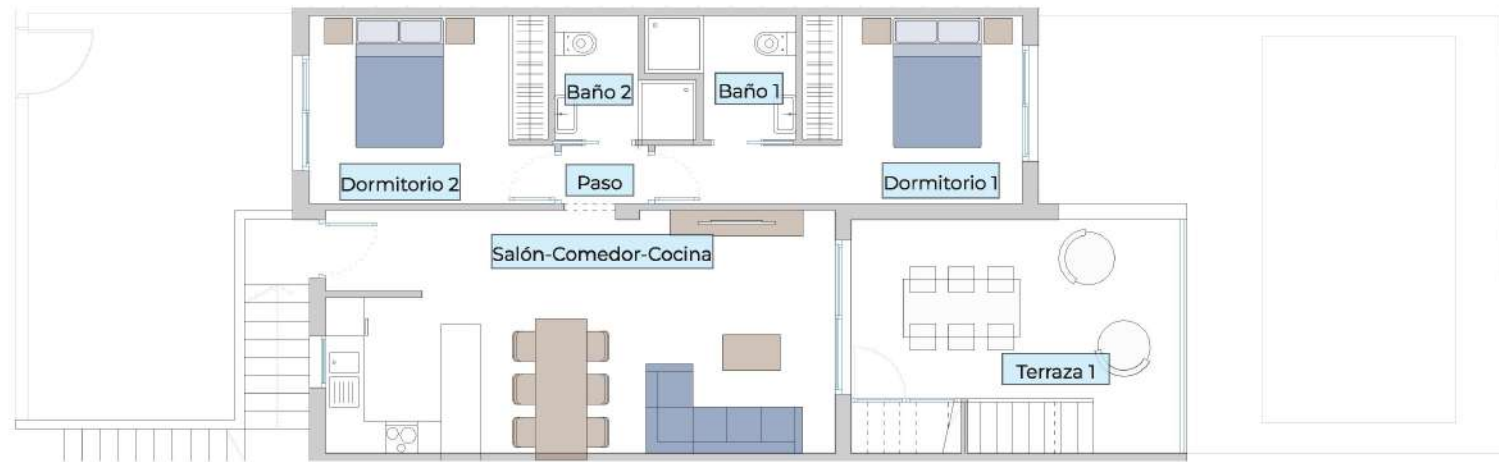 Baño 2
Baño 1
Dormitorio 2
Paso
Dormitorio 1
Salón-Comedor-Cocina
Terraza 1